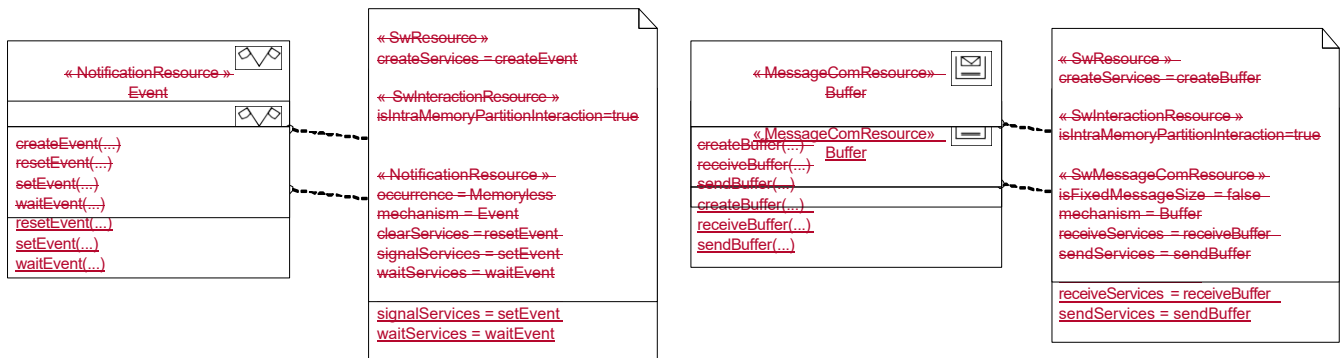 « NotificationResource »
Event
createEvent(...)
resetEvent(...)
setEvent(...)
waitEvent(...)
resetEvent(...)
setEvent(...)
waitEvent(...)
« SwResource »
createServices = createEvent
« SwInteractionResource »
isIntraMemoryPartitionInteraction=true
« NotificationResource »
occurrence = Memoryless
mechanism = Event
clearServices = resetEvent
signalServices = setEvent
waitServices = waitEvent
signalServices = setEvent
waitServices = waitEvent
« MessageComResource»
Buffer
« MessageComResource»
Buffer
createBuffer(...)
receiveBuffer(...)
sendBuffer(...)
createBuffer(...)
receiveBuffer(...)
sendBuffer(...)
« SwResource »
createServices = createBuffer
« SwInteractionResource »
isIntraMemoryPartitionInteraction=true
« SwMessageComResource»
isFixedMessageSize = false
mechanism = Buffer
receiveServices = receiveBuffer
sendServices = sendBuffer
receiveServices = receiveBuffer
sendServices = sendBuffer